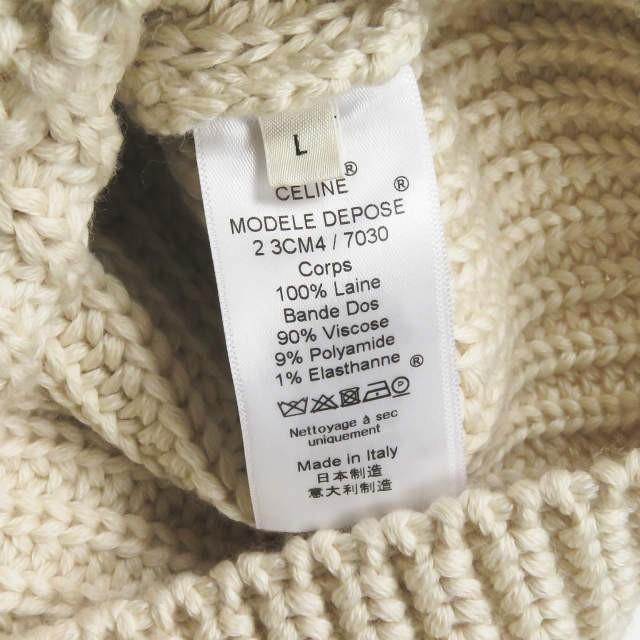 L
CELINE ®
MODELE DEPOSE ®
2 3CM4 / 7030
Corps
100% Laine
Bande Dos
90% Viscose
9% Polyamide
1% Elasthanne ®
Nettoyage à sec
uniquement
Made in Italy
日本制造
意大利制造